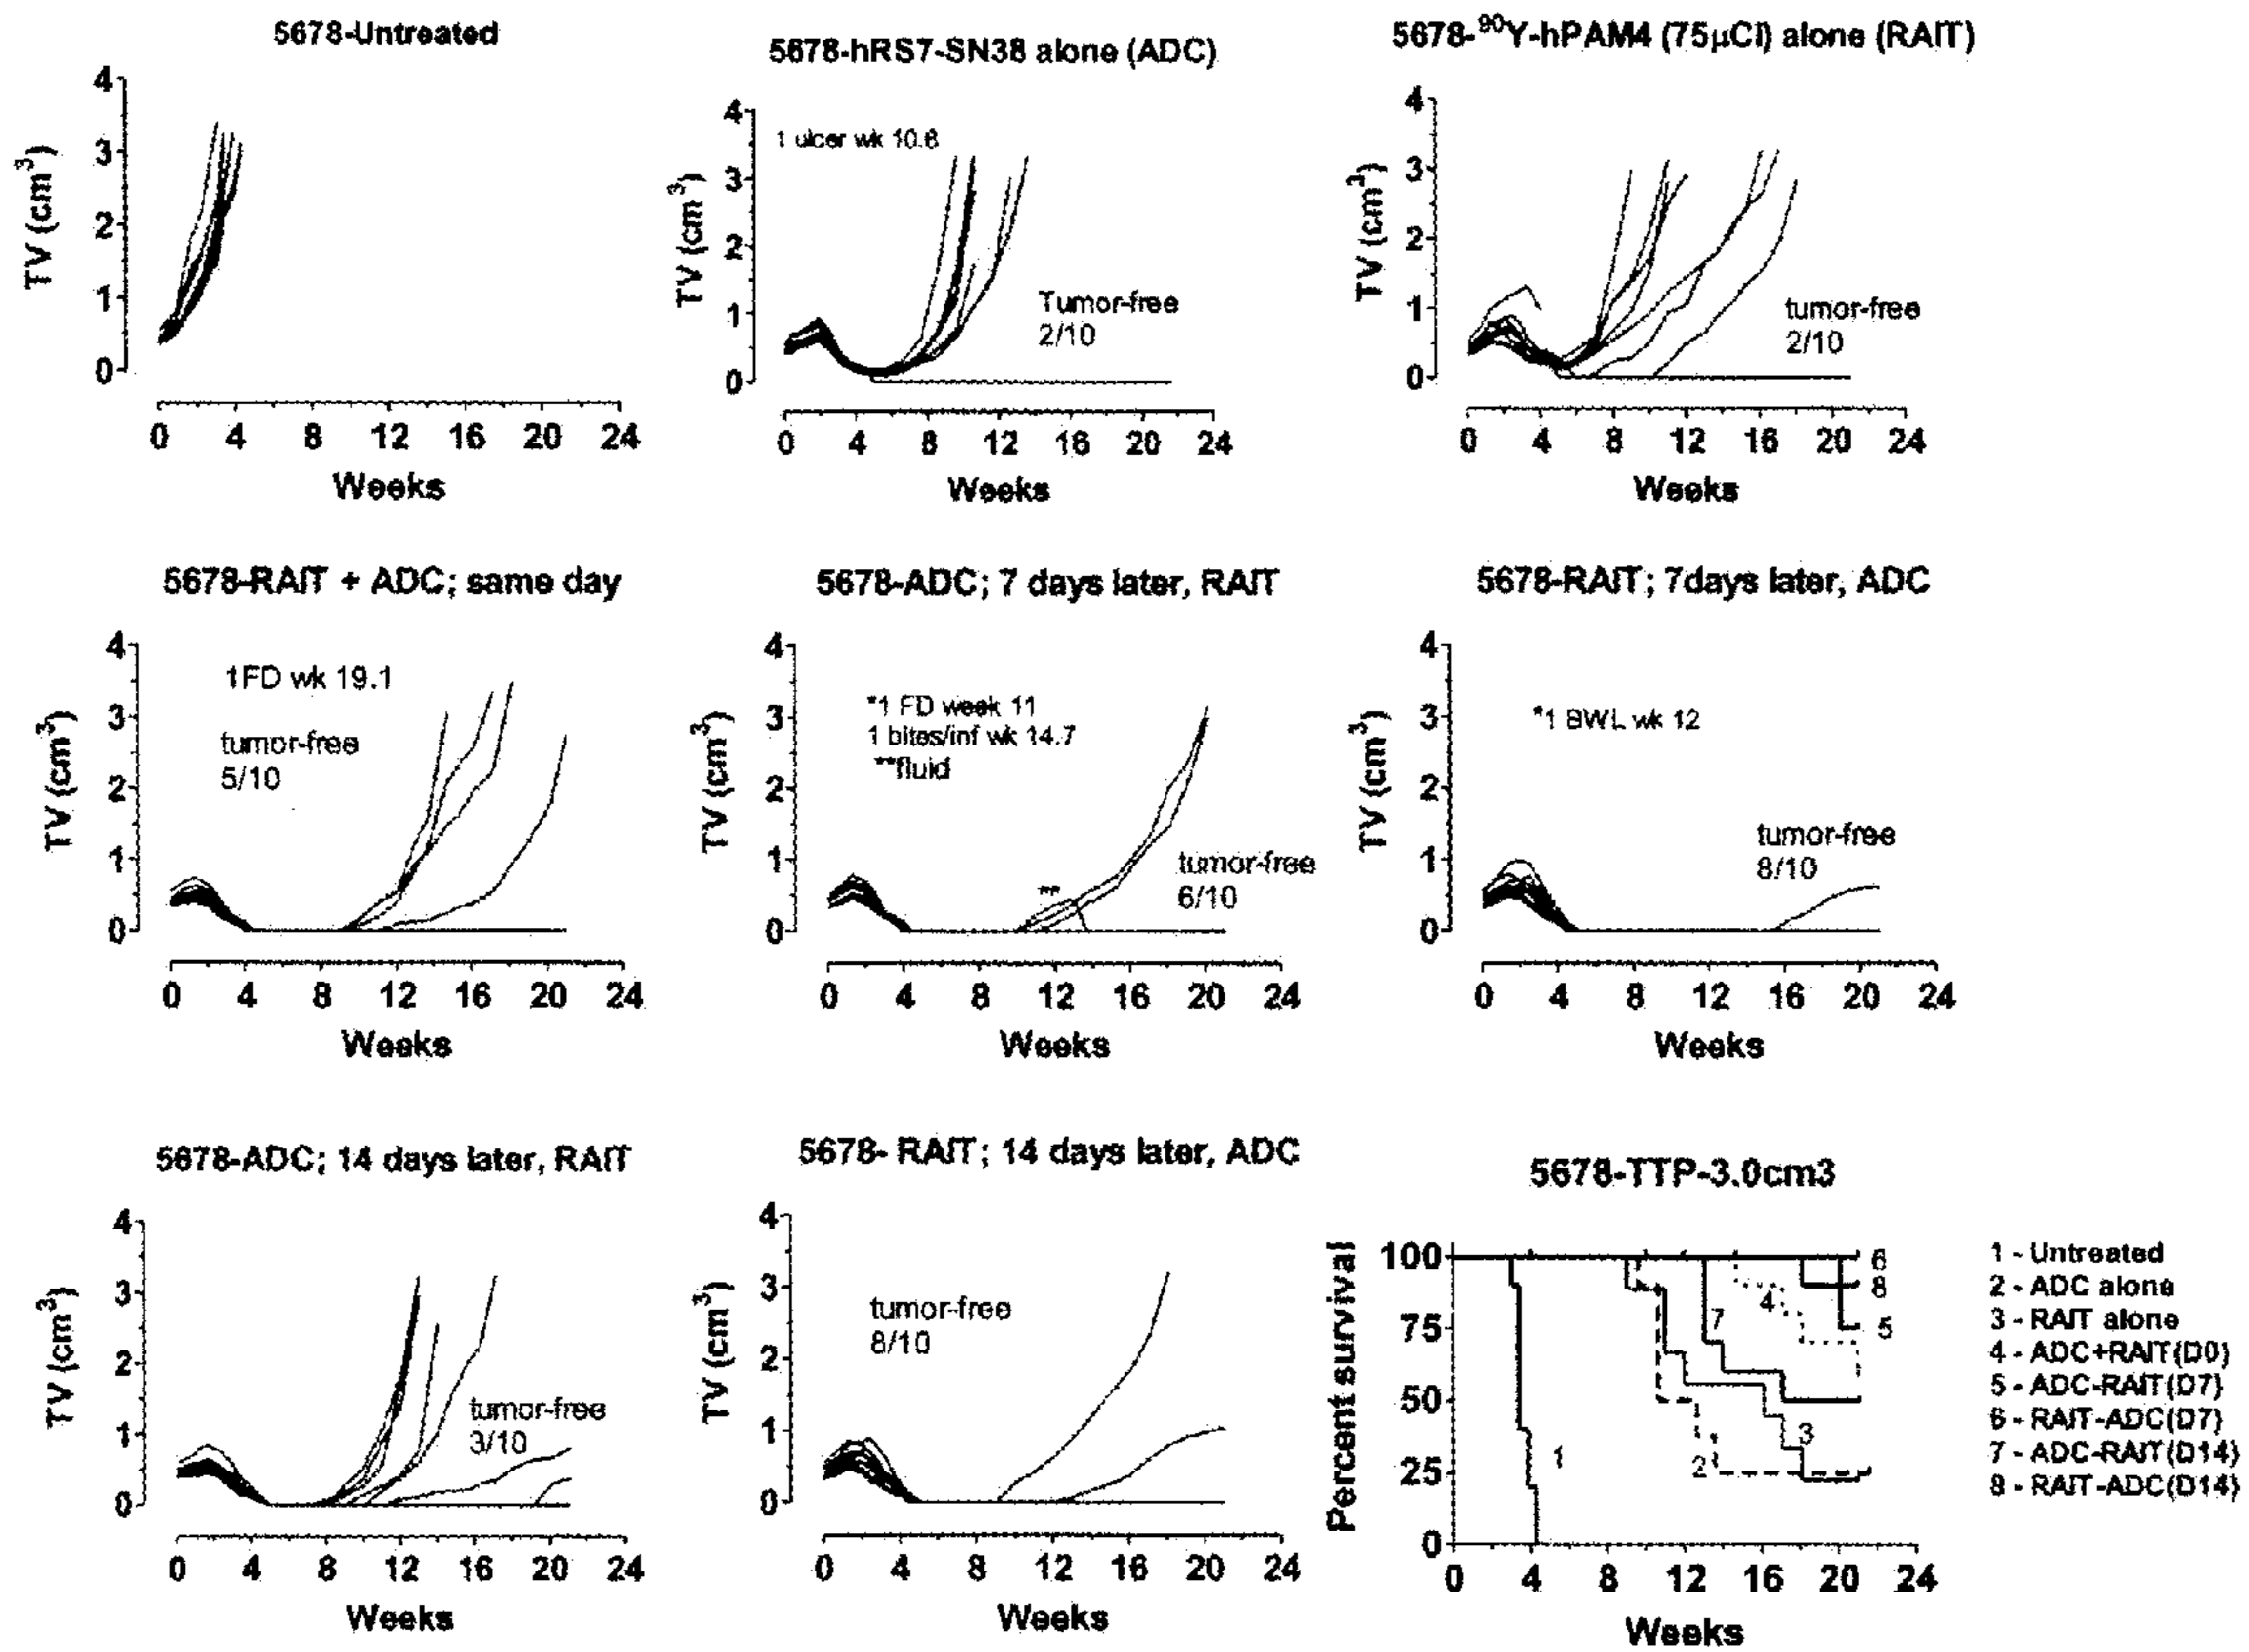 5678-Untreated
4
3
2
1
0
TV (cm³)
0 4 8 12 16 20 24
Weeks
5678-hRS7-SN38 alone (ADC)
4
3
2
1
0
TV (cm³)
1 ulcer wk 10.6
Tumor-free
2/10
0 4 8 12 16 20 24
Weeks
5678-⁹⁰Y-hPAM4 (75µCi) alone (RAIT)
4
3
2
1
0
TV (cm³)
tumor-free
2/10
0 4 8 12 16 20 24
Weeks
5678-RAIT + ADC; same day
4
3
2
1
0
TV (cm³)
1FD wk 19.1
tumor-free
5/10
0 4 8 12 16 20 24
Weeks
5678-ADC; 7 days later, RAIT
4
3
2
1
0
TV (cm³)
*1 FD week 11
1 bites/inf wk 14.7
**fluid
**
tumor-free
6/10
0 4 8 12 16 20 24
Weeks
5678-RAIT; 7days later, ADC
4
3
2
1
0
TV (cm³)
*1 BWL wk 12
tumor-free
8/10
0 4 8 12 16 20 24
Weeks
5678-ADC; 14 days later, RAIT
4
3
2
1
0
TV (cm³)
tumor-free
3/10
0 4 8 12 16 20 24
Weeks
5678- RAIT; 14 days later, ADC
4
3
2
1
0
TV (cm³)
tumor-free
8/10
0 4 8 12 16 20 24
Weeks
5678-TTP-3.0cm3
100
75
50
25
0
Percent survival
6
8
4
7
5
3
2
1
0 4 8 12 16 20 24
Weeks
1 - Untreated
2 - ADC alone
3 - RAIT alone
4 - ADC+RAIT(D0)
5 - ADC-RAIT(D7)
6 - RAIT-ADC(D7)
7 - ADC-RAIT(D14)
8 - RAIT-ADC(D14)